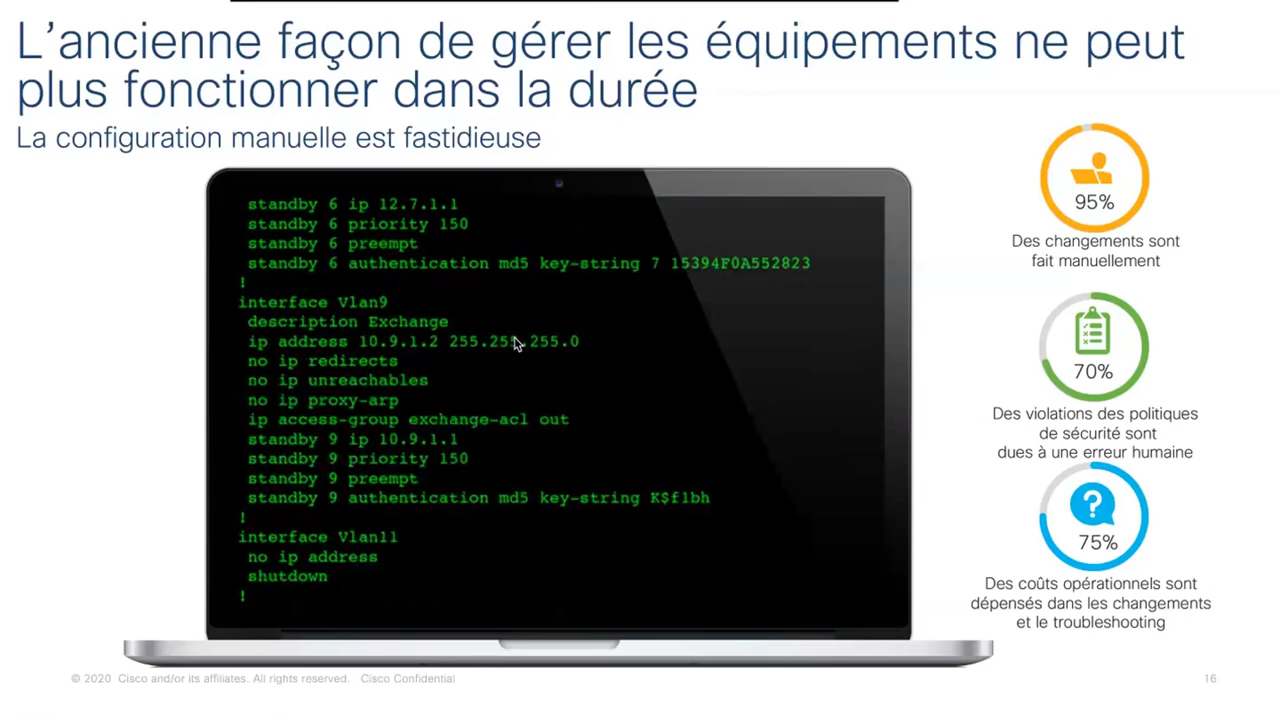 L'ancienne façon de gérer les équipements ne peut
plus fonctionner dans la durée
La configuration manuelle est fastidieuse
standby 6 ip 12.7.1.1
standby 6 priority 150
standby 6 preempt
standby 6 authentication md5 key-string 7 15394F0A552823
!
interface Vlan9
description Exchange
ip address 10.9.1.2 255.255.255.0
no ip redirects
no ip unreachables
no ip proxy-arp
ip access-group exchange-acl out
standby 9 ip 10.9.1.1
standby 9 priority 150
standby 9 preempt
standby 9 authentication md5 key-string K$f1bh
!
interface Vlan11
no ip address
shutdown
!
95%
Des changements sont
fait manuellement
70%
Des violations des politiques
de sécurité sont
dues à une erreur humaine
75%
Des coûts opérationnels sont
dépensés dans les changements
et le troubleshooting
© 2020 Cisco and/or its affiliates. All rights reserved. Cisco Confidential
16